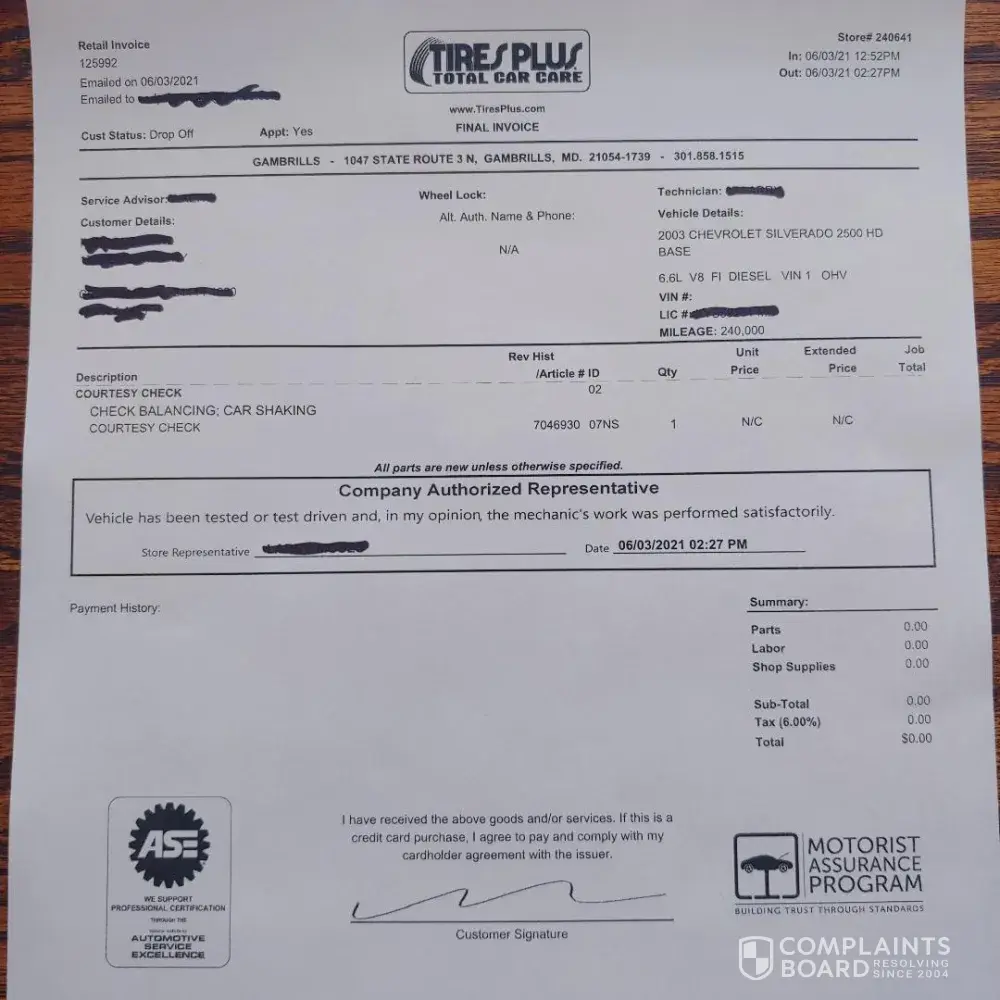 Retail Invoice
125992
Emailed on 06/03/2021
Emailed to
Cust Status: Drop Off
Appt: Yes
TIRES PLUS
TOTAL CAR CARE
www.TiresPlus.com
FINAL INVOICE
Store# 240641
In: 06/03/21 12:52PM
Out: 06/03/21 02:27PM
GAMBRILLS - 1047 STATE ROUTE 3 N, GAMBRILLS, MD. 21054-1739 - 301.858.1515
Service Advisor:
Customer Details:
Wheel Lock:
Alt. Auth. Name & Phone:
N/A
Technician:
Vehicle Details:
2003 CHEVROLET SILVERADO 2500 HD
BASE
6.6L V8 FI DIESEL VIN 1 OHV
VIN #:
LIC #:
MILEAGE: 240,000
Description Rev Hist /Article # ID Qty Unit Price Extended Price Job Total
COURTESY CHECK 02
CHECK BALANCING; CAR SHAKING
COURTESY CHECK 7046930 07NS 1 N/C N/C
All parts are new unless otherwise specified.
Company Authorized Representative
Vehicle has been tested or test driven and, in my opinion, the mechanic's work was performed satisfactorily.
Store Representative Date 06/03/2021 02:27 PM
Payment History:
Summary:
Parts 0.00
Labor 0.00
Shop Supplies 0.00
Sub-Total 0.00
Tax (6.00%) 0.00
Total $0.00
I have received the above goods and/or services. If this is a
credit card purchase, I agree to pay and comply with my
cardholder agreement with the issuer.
Customer Signature
ASE
WE SUPPORT
PROFESSIONAL CERTIFICATION
THROUGH THE
AUTOMOTIVE
SERVICE
EXCELLENCE
MOTORIST
ASSURANCE
PROGRAM
BUILDING TRUST THROUGH STANDARDS
COMPLAINTS
BOARD RESOLVING
SINCE 2004